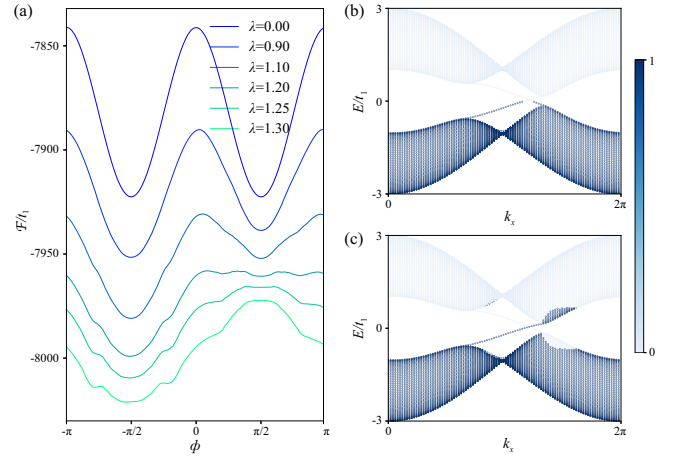 (a)
-7850
-7900
-7950
-8000
ℱ/t₁
λ=0.00
λ=0.90
λ=1.10
λ=1.20
λ=1.25
λ=1.30
-π
-π/2
0
π/2
π
ϕ
(b)
3
0
-3
E/t₁
0
2π
kₓ
(c)
3
0
-3
E/t₁
0
2π
kₓ
1
0